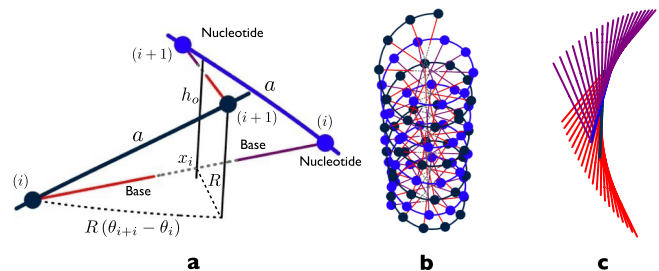 Nucleotide
(i+1)
a
h_o
(i+1)
a
(i)
x_i
Base
R
(i)
Nucleotide
Base
R(θ_{i+i} − θ_i)
a
b
c